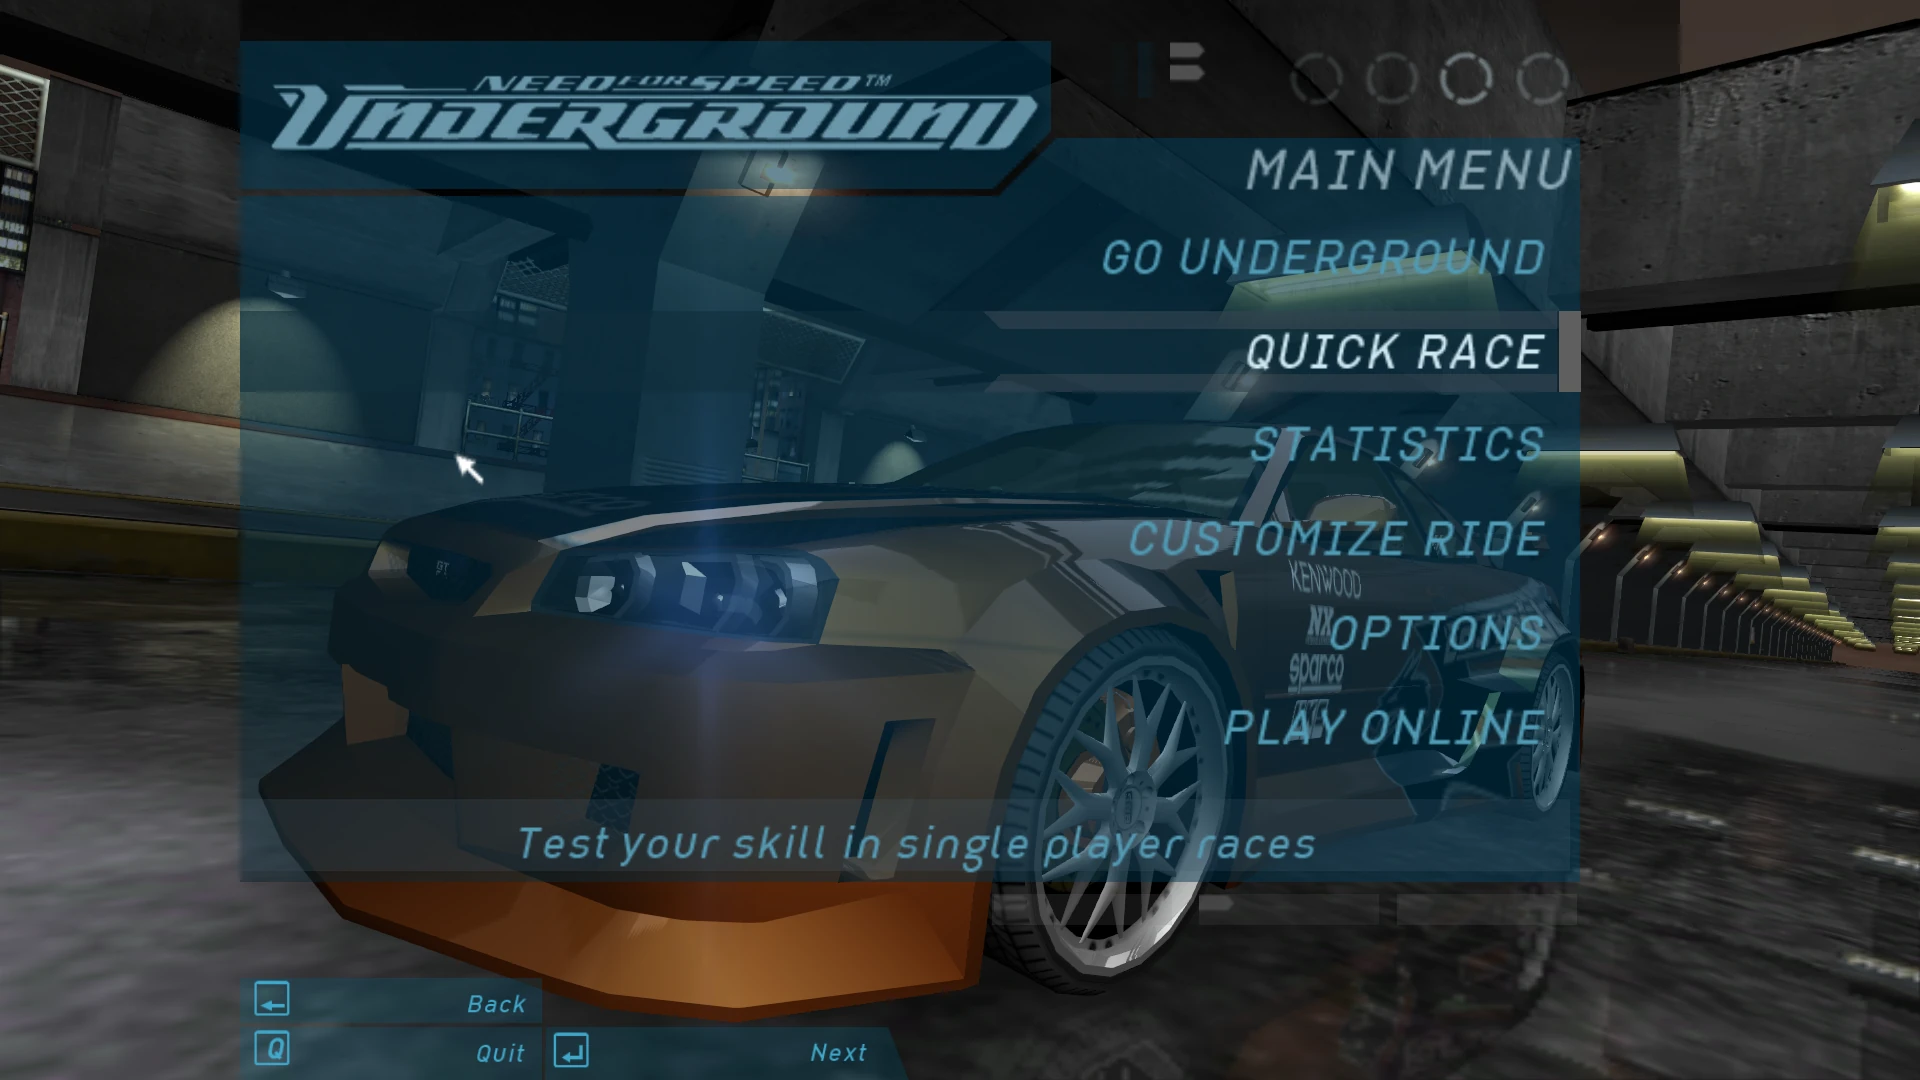 NEED FOR SPEED™
UNDERGROUND
MAIN MENU
GO UNDERGROUND
QUICK RACE
STATISTICS
CUSTOMIZE RIDE
KENWOOD
NX
OPTIONS
sparco
PLAY ONLINE
Test your skill in single player races
Back
Q Quit
Next